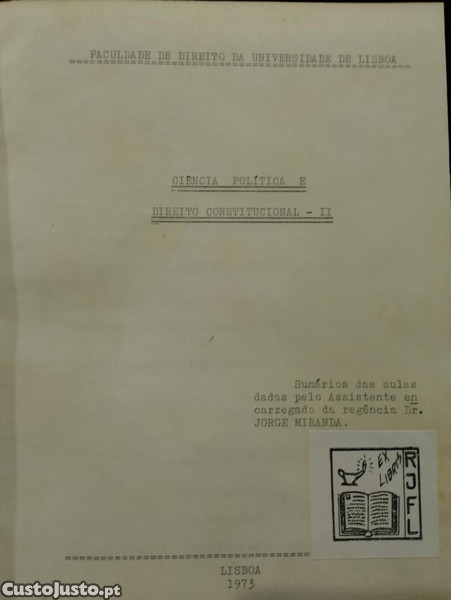 FACULDADE DE DIREITO DA UNIVERSIDADE DE LISBOA
CIÊNCIA POLÍTICA E
DIREITO CONSTITUCIONAL - II
Sumários das aulas
dadas pelo Assistente en
carregado da regência Dr.
JORGE MIRANDA.
EX
LIBRIS
RJFL
LISBOA
1973
CustoJusto.pt